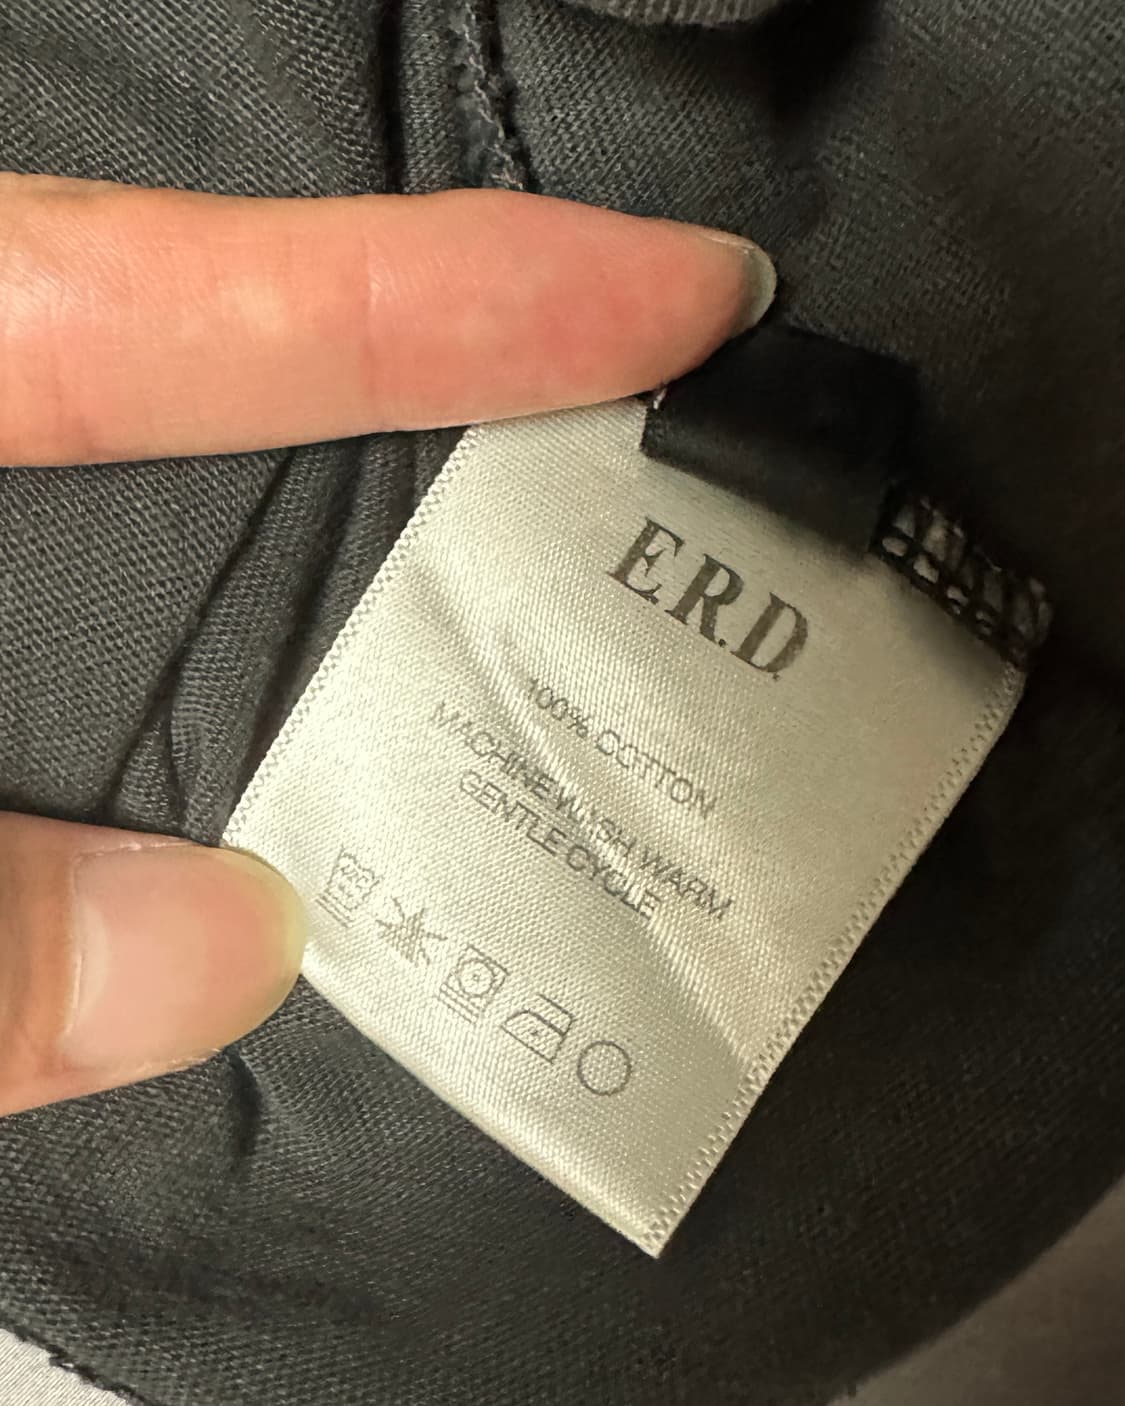 E.R.D.
100% COTTON
MACHINE WASH WARM
GENTLE CYCLE